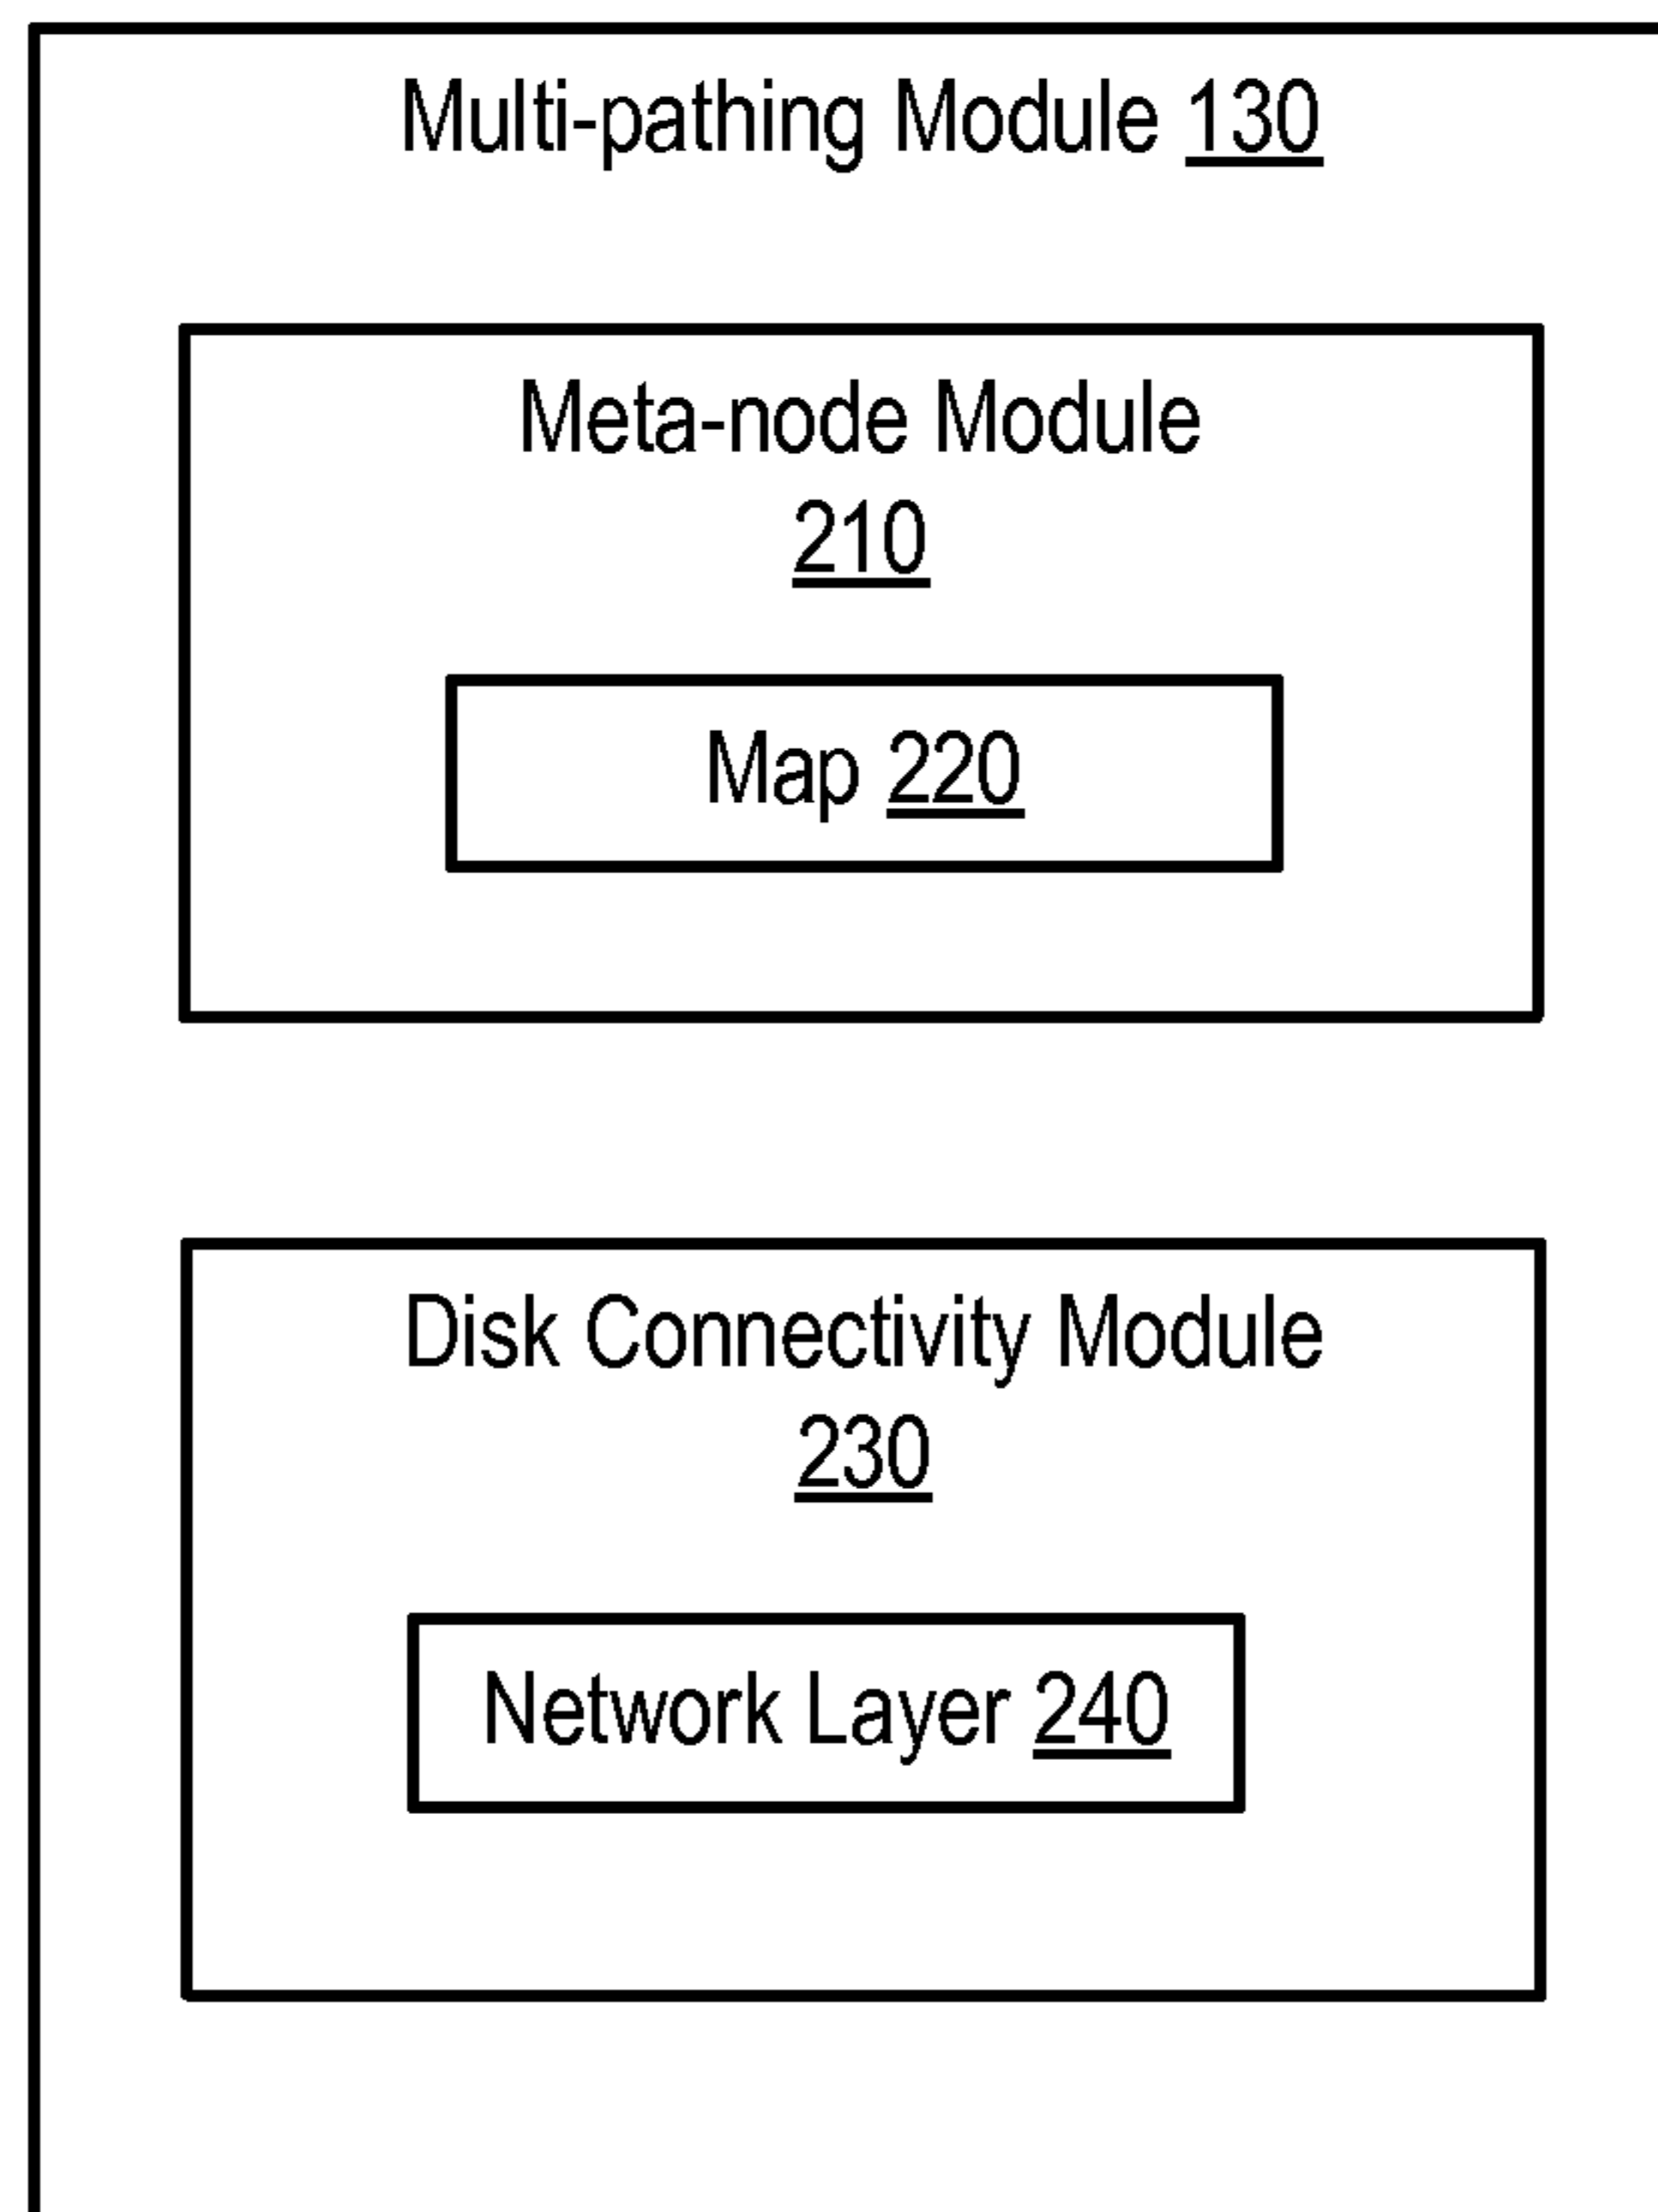 Multi-pathing Module 130
Meta-node Module
210
Map 220
Disk Connectivity Module
230
Network Layer 240